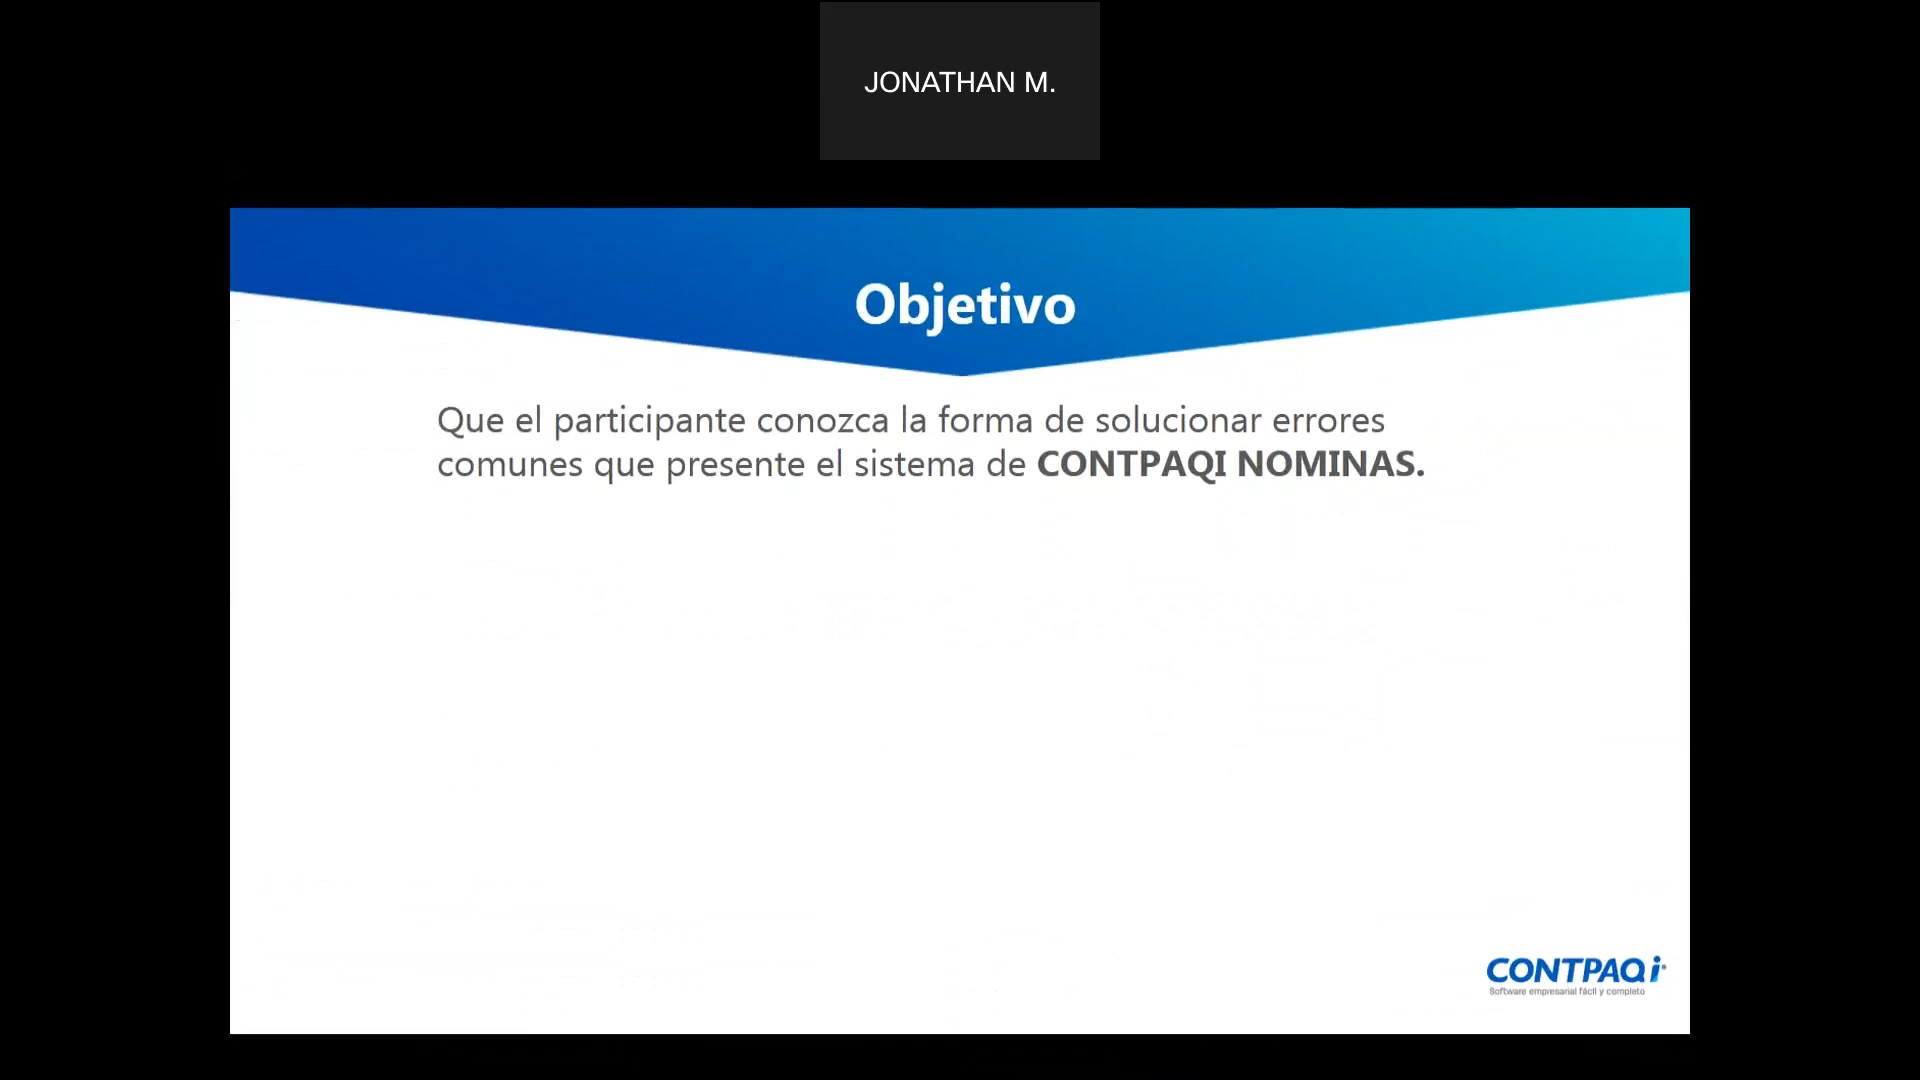 JONATHAN M.
Objetivo
Que el participante conozca la forma de solucionar errores
comunes que presente el sistema de CONTPAQI NOMINAS.
CONTPAQi
Software empresarial fácil y completo